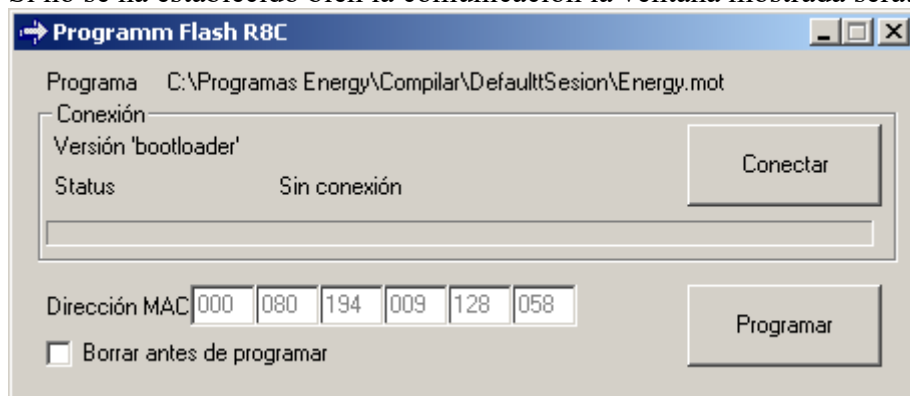 Si no se ha establecido bien la comunicación la ventana mostrada será:
Programm Flash R8C
Programa C:\Programas Energy\Compilar\DefaulttSesion\Energy.mot
Conexión
Versión 'bootloader'
Conectar
Status Sin conexión
Dirección MAC 000 080 194 009 128 058
Programar
Borrar antes de programar